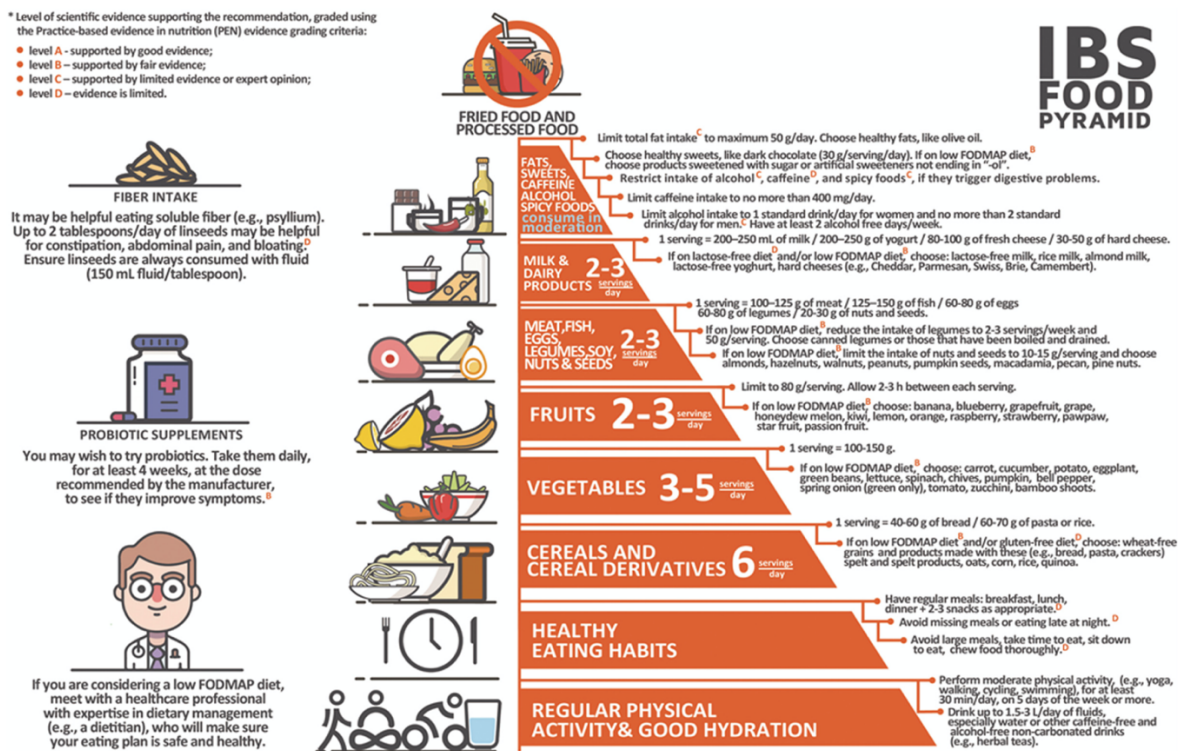 * Level of scientific evidence supporting the recommendation, graded using
the Practice-based evidence in nutrition (PEN) evidence grading criteria:
level A - supported by good evidence;
level B – supported by fair evidence;
level C – supported by limited evidence or expert opinion;
level D – evidence is limited.
IBS
FOOD
PYRAMID
FRIED FOOD AND
PROCESSED FOOD
FIBER INTAKE
It may be helpful eating soluble fiber (e.g., psyllium).
Up to 2 tablespoons/day of linseeds may be helpful
for constipation, abdominal pain, and bloating.D
Ensure linseeds are always consumed with fluid
(150 mL fluid/tablespoon).
PROBIOTIC SUPPLEMENTS
You may wish to try probiotics. Take them daily,
for at least 4 weeks, at the dose
recommended by the manufacturer,
to see if they improve symptoms.B
If you are considering a low FODMAP diet,
meet with a healthcare professional
with expertise in dietary management
(e.g., a dietitian), who will make sure
your eating plan is safe and healthy.
FATS,
SWEETS,
CAFFEINE
ALCOHOL
SPICY FOODS
consume in
moderation
Limit total fat intakeC to maximum 50 g/day. Choose healthy fats, like olive oil.
Choose healthy sweets, like dark chocolate (30 g/serving/day). If on low FODMAP diet,B
choose products sweetened with sugar or artificial sweeteners not ending in "-ol".
Restrict intake of alcoholC, caffeineD, and spicy foodsC, if they trigger digestive problems.
Limit caffeine intake to no more than 400 mg/day.
Limit alcohol intake to 1 standard drink/day for women and no more than 2 standard
drinks/day for men.C Have at least 2 alcohol free days/week.
MILK &
DAIRY
PRODUCTS
2-3
servings
day
1 serving = 200–250 mL of milk / 200–250 g of yogurt / 80-100 g of fresh cheese / 30-50 g of hard cheese.
If on lactose-free dietD and/or low FODMAP diet,B choose: lactose-free milk, rice milk, almond milk,
lactose-free yoghurt, hard cheeses (e.g., Cheddar, Parmesan, Swiss, Brie, Camembert).
MEAT,FISH,
EGGS,
LEGUMES,SOY,
NUTS & SEEDS
2-3
servings
day
1 serving = 100–125 g of meat / 125–150 g of fish / 60-80 g of eggs
60-80 g of legumes / 20-30 g of nuts and seeds.
If on low FODMAP diet,B reduce the intake of legumes to 2-3 servings/week and
50 g/serving. Choose canned legumes or those that have been boiled and drained.
If on low FODMAP diet,B limit the intake of nuts and seeds to 10-15 g/serving and choose
almonds, hazelnuts, walnuts, peanuts, pumpkin seeds, macadamia, pecan, pine nuts.
FRUITS 2-3 servings
day
Limit to 80 g/serving. Allow 2-3 h between each serving.
If on low FODMAP diet,B choose: banana, blueberry, grapefruit, grape,
honeydew melon, kiwi, lemon, orange, raspberry, strawberry, pawpaw,
star fruit, passion fruit.
VEGETABLES 3-5 servings
day
1 serving = 100-150 g.
If on low FODMAP diet,B choose: carrot, cucumber, potato, eggplant,
green beans, lettuce, spinach, chives, pumpkin, bell pepper,
spring onion (green only), tomato, zucchini, bamboo shoots.
CEREALS AND
CEREAL DERIVATIVES 6 servings
day
1 serving = 40-60 g of bread / 60-70 g of pasta or rice.
If on low FODMAP dietB and/or gluten-free diet,D choose: wheat-free
grains and products made with these (e.g., bread, pasta, crackers)
spelt and spelt products, oats, corn, rice, quinoa.
HEALTHY
EATING HABITS
Have regular meals: breakfast, lunch,
dinner + 2-3 snacks as appropriate.D
Avoid missing meals or eating late at night. D
Avoid large meals, take time to eat, sit down
to eat, chew food thoroughly.D
REGULAR PHYSICAL
ACTIVITY& GOOD HYDRATION
Perform moderate physical activity, (e.g., yoga,
walking, cycling, swimming), for at least
30 min/day, on 5 days of the week or more.
Drink up to 1.5-3 L/day of fluids,
especially water or other caffeine-free and
alcohol-free non-carbonated drinks
(e.g., herbal teas).